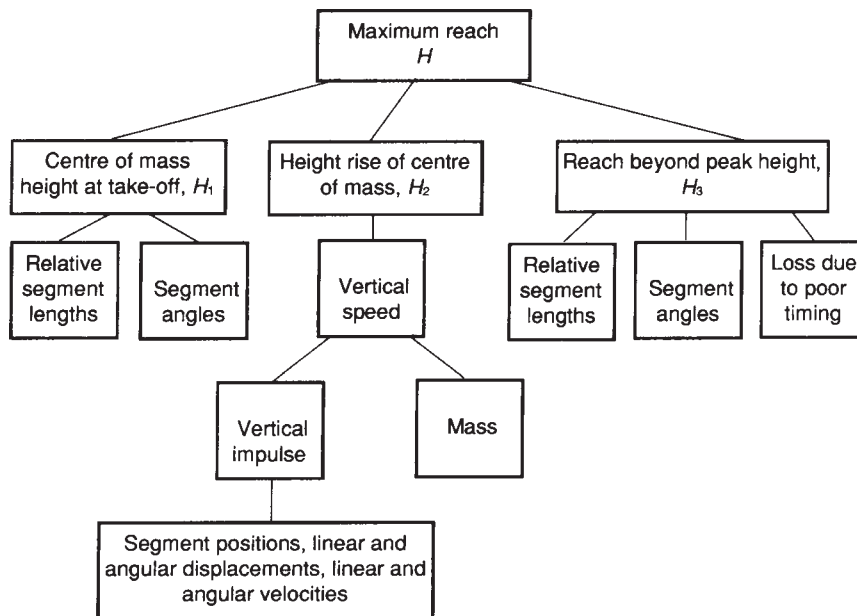 Maximum reach
H
Centre of mass
height at take-off, H₁
Height rise of centre
of mass, H₂
Reach beyond peak height,
H₃
Relative
segment
lengths
Segment
angles
Vertical
speed
Relative
segment
lengths
Segment
angles
Loss due
to poor
timing
Vertical
impulse
Mass
Segment positions, linear and
angular displacements, linear and
angular velocities